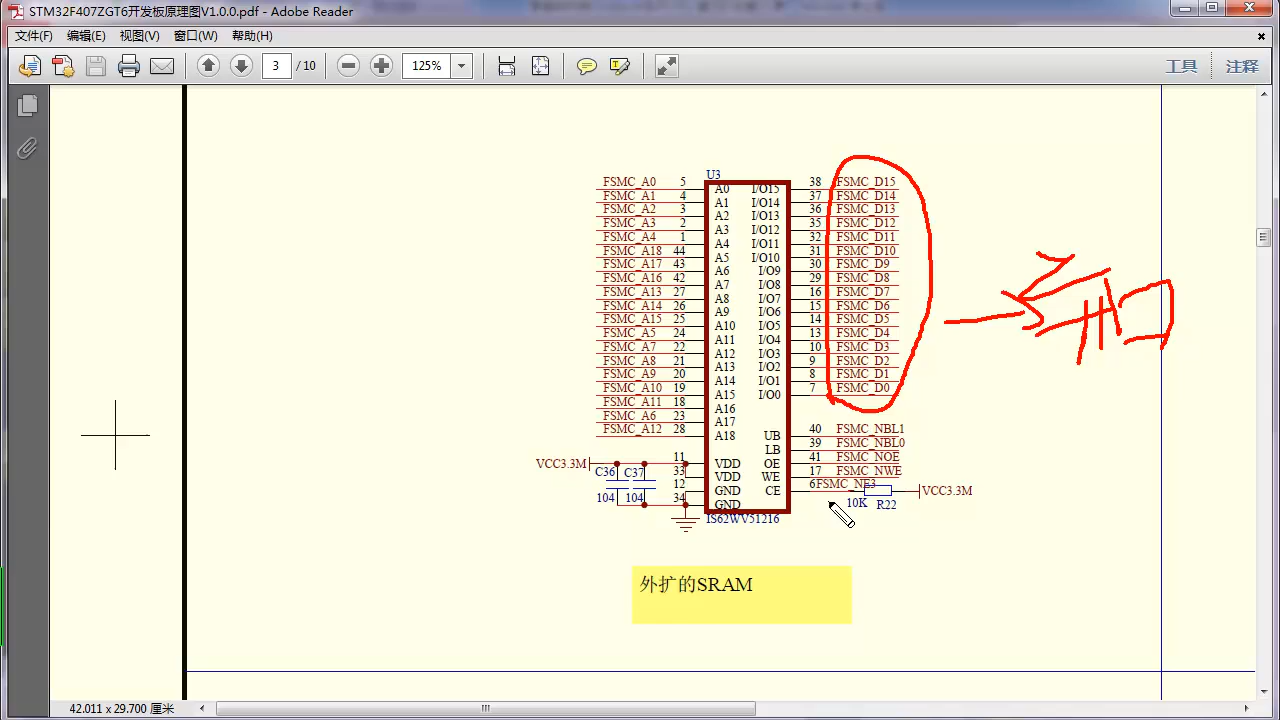 STM32F407ZGT6开发板原理图V1.0.0.pdf - Adobe Reader
文件(F) 编辑(E) 视图(V) 窗口(W) 帮助(H)
3 / 10 125% 工具 注释
U3
FSMC_A0 5 A0 I/O15 38 FSMC_D15
FSMC_A1 4 A1 I/O14 37 FSMC_D14
FSMC_A2 3 A2 I/O13 36 FSMC_D13
FSMC_A3 2 A3 I/O12 35 FSMC_D12
FSMC_A4 1 A4 I/O11 32 FSMC_D11
FSMC_A18 44 A5 I/O10 31 FSMC_D10
FSMC_A17 43 A6 I/O9 30 FSMC_D9
FSMC_A16 42 A7 I/O8 29 FSMC_D8
FSMC_A13 27 A8 I/O7 16 FSMC_D7
FSMC_A14 26 A9 I/O6 15 FSMC_D6
FSMC_A15 25 A10 I/O5 14 FSMC_D5
FSMC_A5 24 A11 I/O4 13 FSMC_D4
FSMC_A7 22 A12 I/O3 10 FSMC_D3
FSMC_A8 21 A13 I/O2 9 FSMC_D2
FSMC_A9 20 A14 I/O1 8 FSMC_D1
FSMC_A10 19 A15 I/O0 7 FSMC_D0
FSMC_A11 18 A16
FSMC_A6 23 A17
FSMC_A12 28 A18 UB 40 FSMC_NBL1
LB 39 FSMC_NBL0
VCC3.3M 11 VDD OE 41 FSMC_NOE
C36 C37 33 VDD WE 17 FSMC_NWE
12 GND CE 6 FSMC_NE3 VCC3.3M
104 104 34 GND 10K R22
IS62WV51216
外扩的SRAM
42.011 x 29.700 厘米